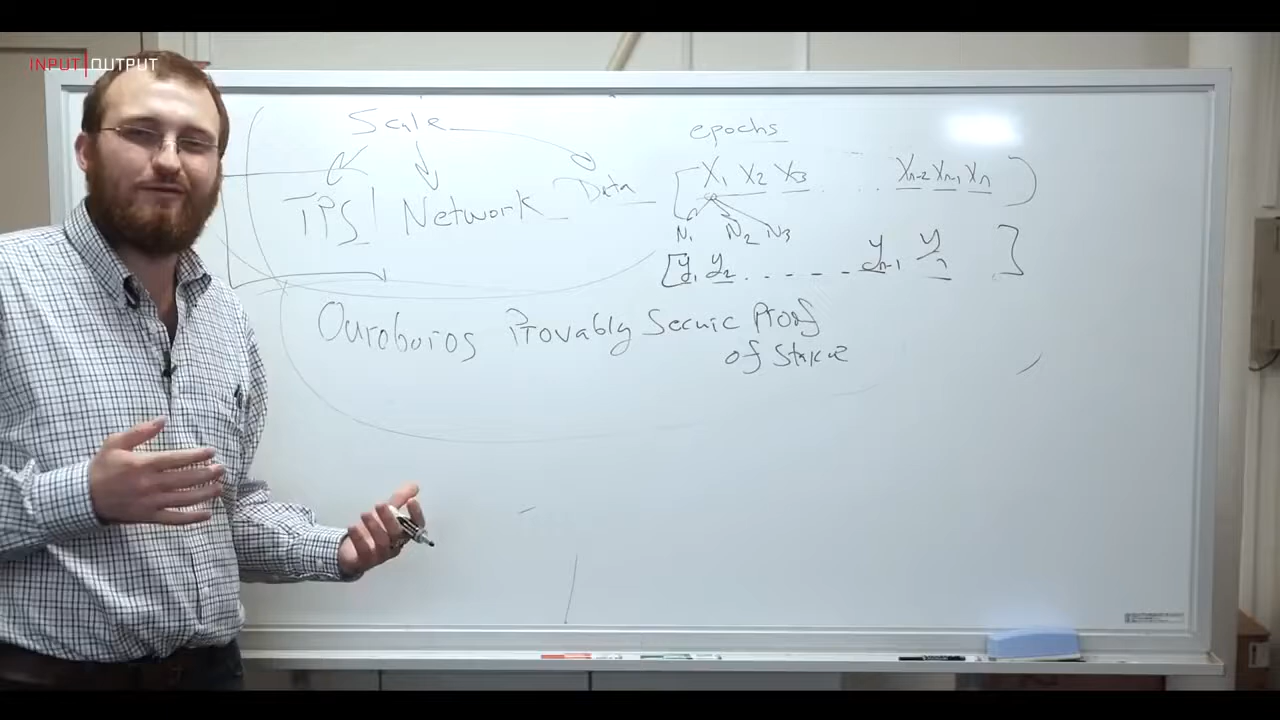 INPUT OUTPUT
Scale
TPS Network Data
epochs
X1 X2 X3 . . . . Xn-2 Xn-1 Xn
N1 N2 N3
y1 y2 . . . . . . yn-1 yn
Ouroboros Provably Secure Proof
of Stake